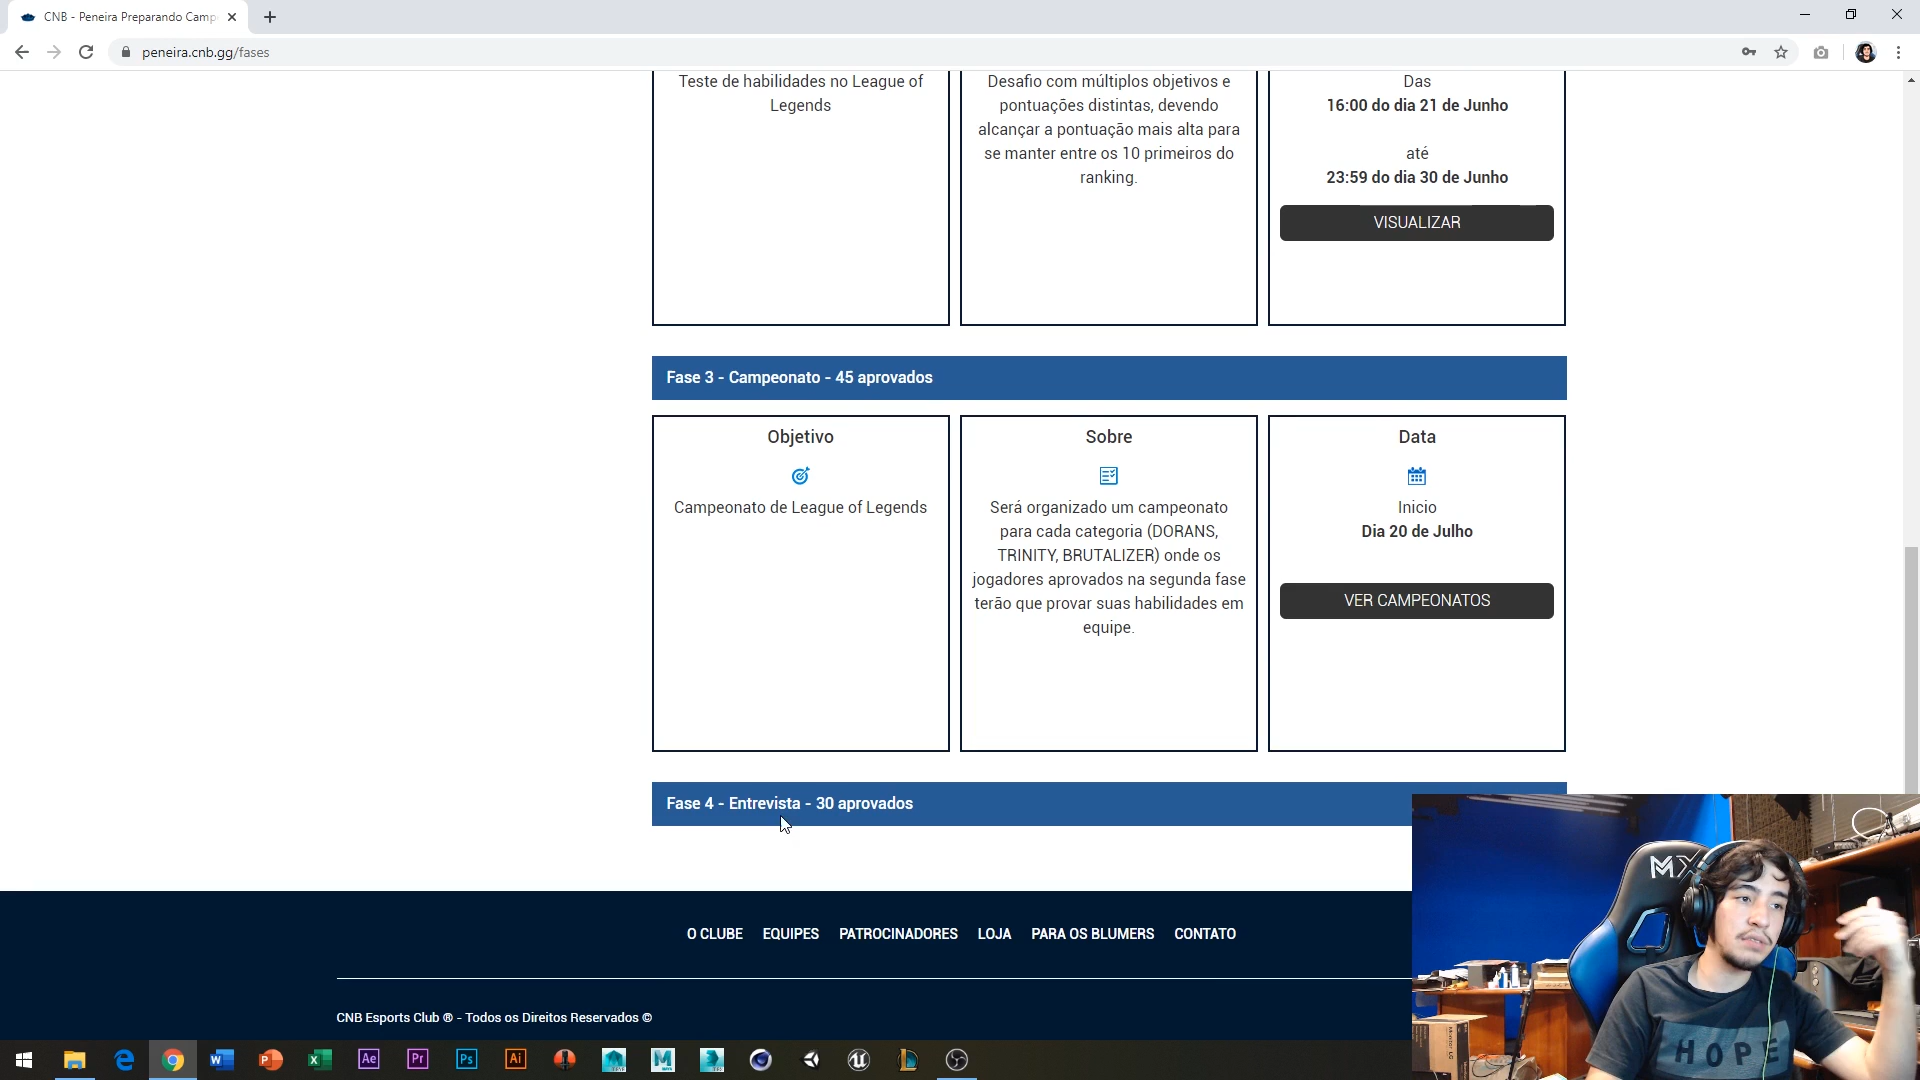 CNB - Peneira Preparando Camp
peneira.cnb.gg/fases
Teste de habilidades no League of
Legends
Desafio com múltiplos objetivos e
pontuações distintas, devendo
alcançar a pontuação mais alta para
se manter entre os 10 primeiros do
ranking.
Das
16:00 do dia 21 de Junho
até
23:59 do dia 30 de Junho
VISUALIZAR
Fase 3 - Campeonato - 45 aprovados
Objetivo
Campeonato de League of Legends
Sobre
Será organizado um campeonato
para cada categoria (DORANS,
TRINITY, BRUTALIZER) onde os
jogadores aprovados na segunda fase
terão que provar suas habilidades em
equipe.
Data
Inicio
Dia 20 de Julho
VER CAMPEONATOS
Fase 4 - Entrevista - 30 aprovados
O CLUBE EQUIPES PATROCINADORES LOJA PARA OS BLUMERS CONTATO
CNB Esports Club ® - Todos os Direitos Reservados ©
MX
HOPE
Ae Pr Ps Ai